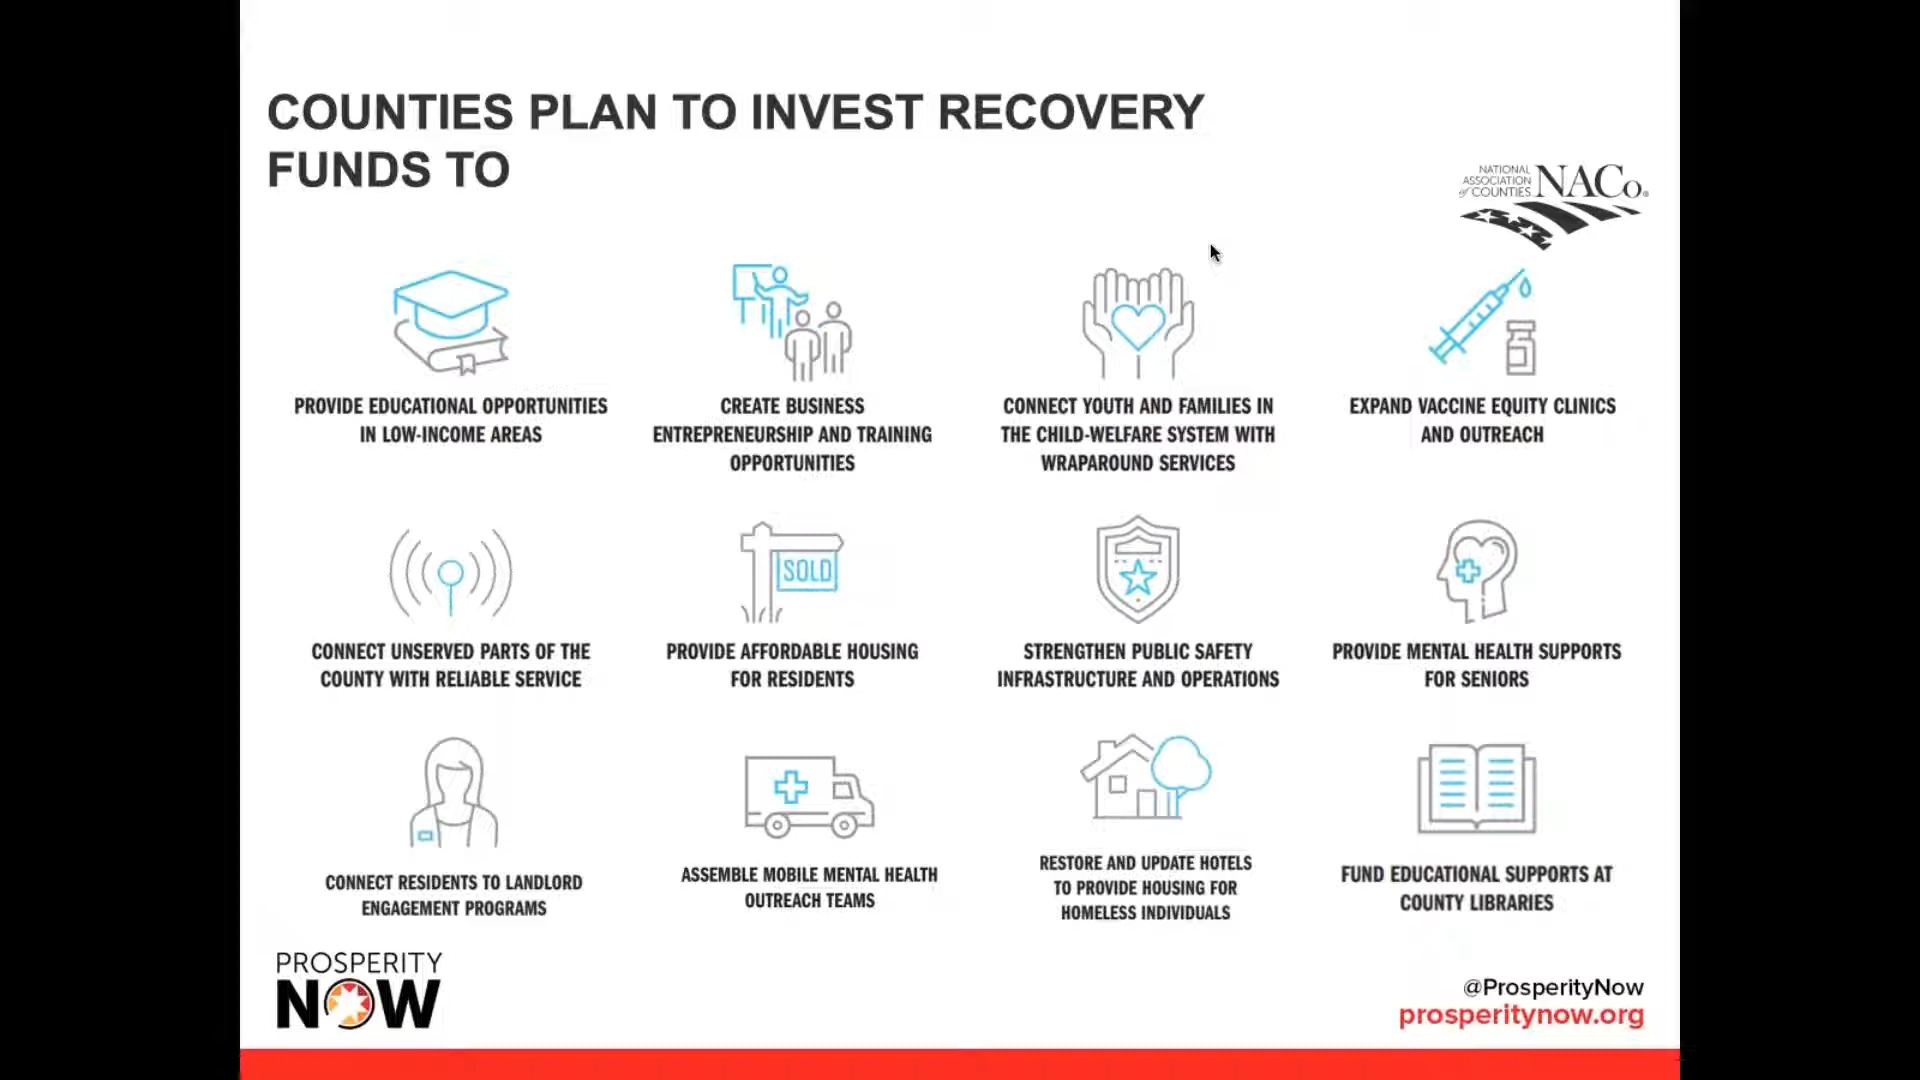 COUNTIES PLAN TO INVEST RECOVERY
FUNDS TO
NATIONAL
ASSOCIATION
of COUNTIES
NACo®
PROVIDE EDUCATIONAL OPPORTUNITIES
IN LOW-INCOME AREAS
CREATE BUSINESS
ENTREPRENEURSHIP AND TRAINING
OPPORTUNITIES
CONNECT YOUTH AND FAMILIES IN
THE CHILD-WELFARE SYSTEM WITH
WRAPAROUND SERVICES
EXPAND VACCINE EQUITY CLINICS
AND OUTREACH
SOLD
CONNECT UNSERVED PARTS OF THE
COUNTY WITH RELIABLE SERVICE
PROVIDE AFFORDABLE HOUSING
FOR RESIDENTS
STRENGTHEN PUBLIC SAFETY
INFRASTRUCTURE AND OPERATIONS
PROVIDE MENTAL HEALTH SUPPORTS
FOR SENIORS
CONNECT RESIDENTS TO LANDLORD
ENGAGEMENT PROGRAMS
ASSEMBLE MOBILE MENTAL HEALTH
OUTREACH TEAMS
RESTORE AND UPDATE HOTELS
TO PROVIDE HOUSING FOR
HOMELESS INDIVIDUALS
FUND EDUCATIONAL SUPPORTS AT
COUNTY LIBRARIES
PROSPERITY
NOW
@ProsperityNow
prosperitynow.org